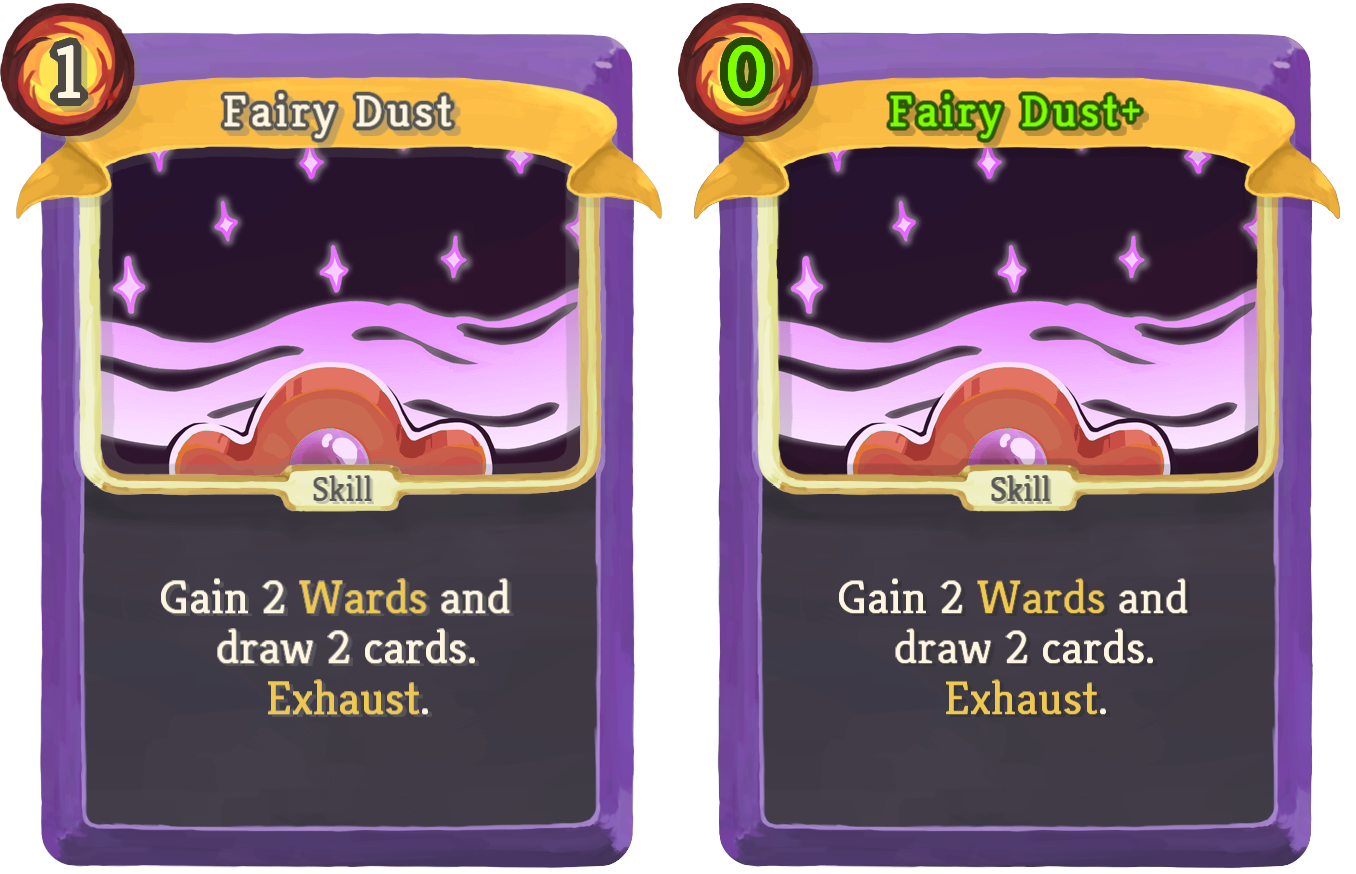 1
Fairy Dust
Skill
Gain 2 Wards and
draw 2 cards.
Exhaust.
0
Fairy Dust+
Skill
Gain 2 Wards and
draw 2 cards.
Exhaust.